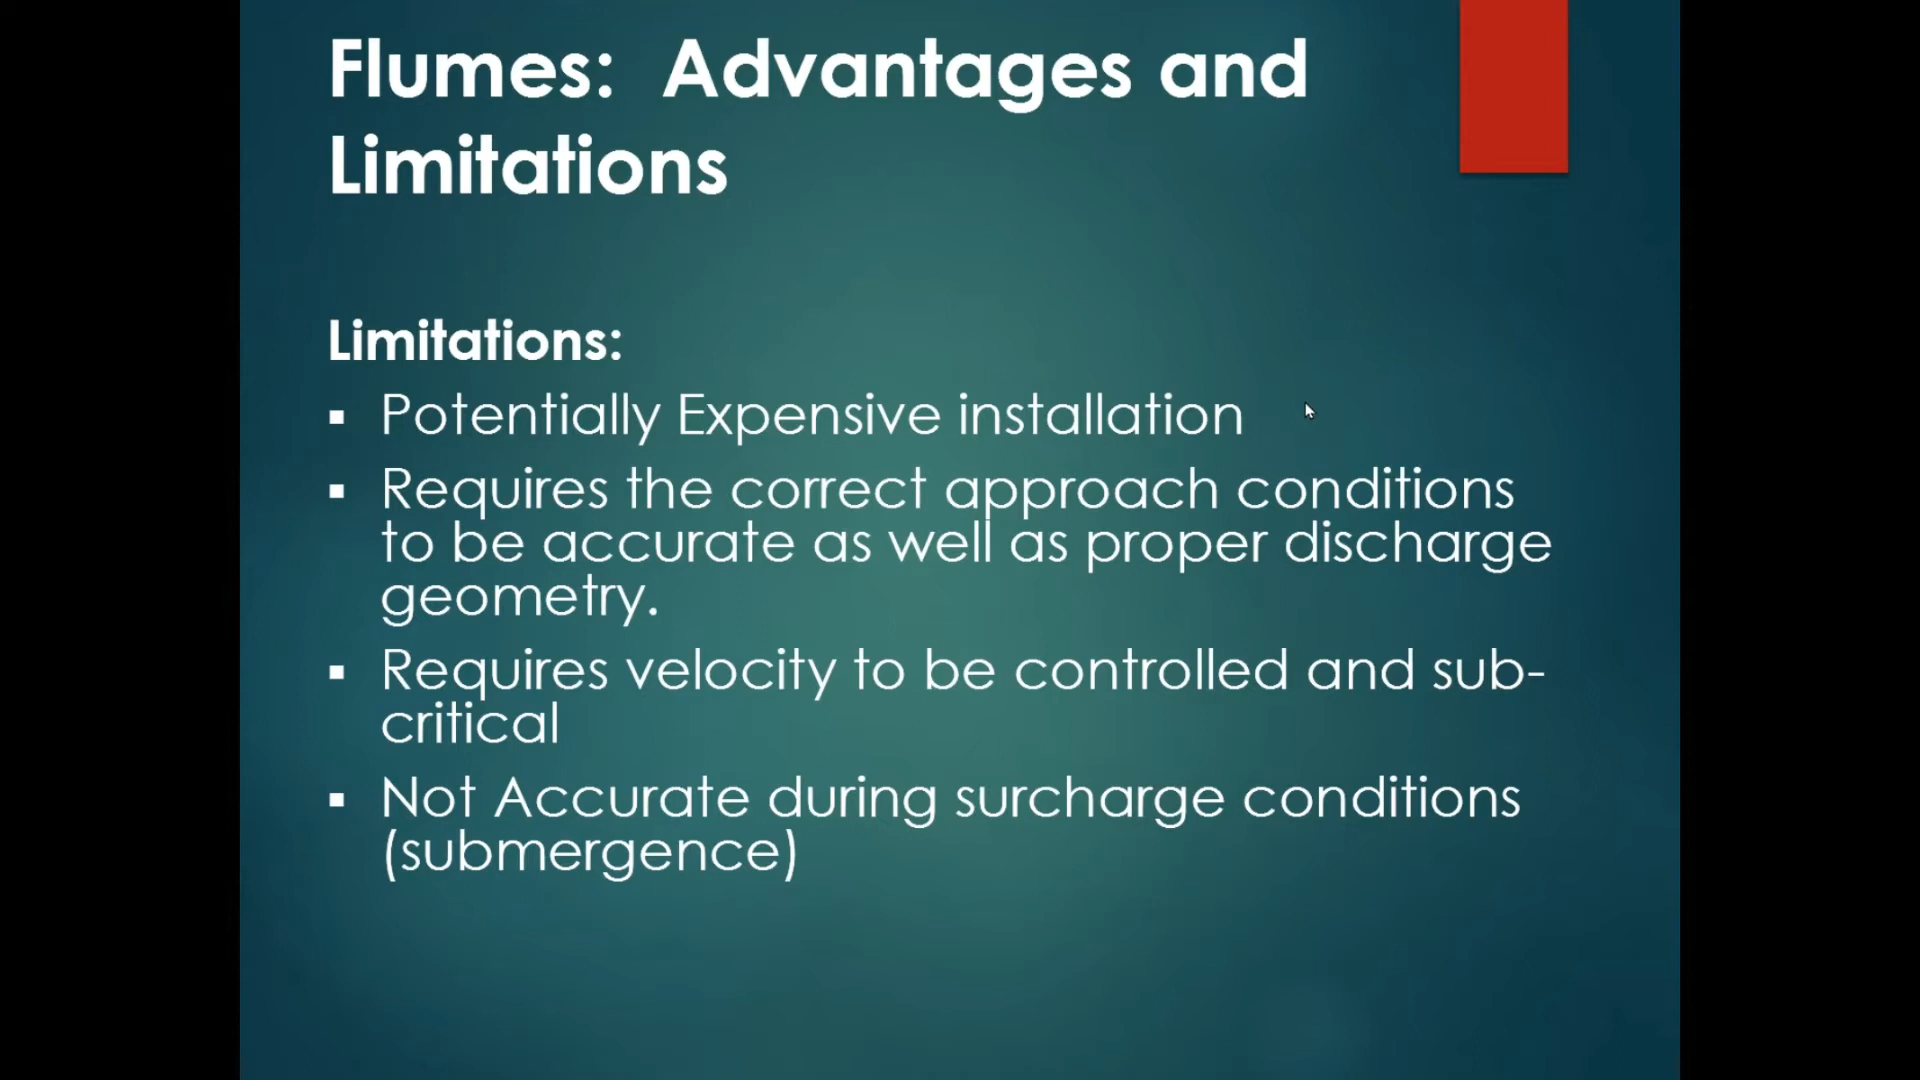 Flumes: Advantages and
Limitations
Limitations:
▪ Potentially Expensive installation
▪ Requires the correct approach conditions
to be accurate as well as proper discharge
geometry.
▪ Requires velocity to be controlled and sub-
critical
▪ Not Accurate during surcharge conditions
(submergence)